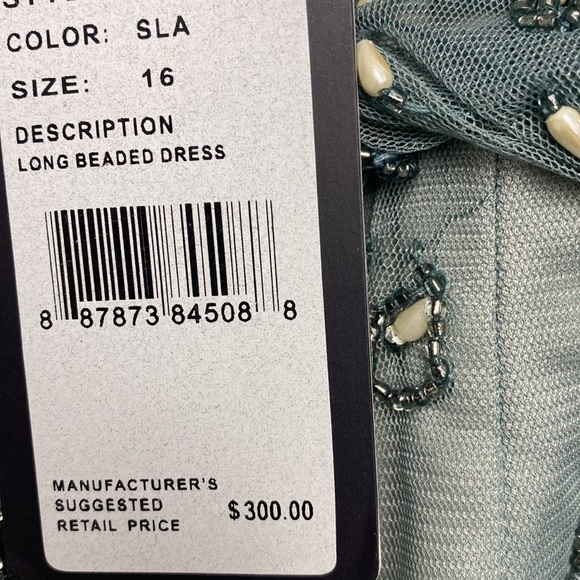 COLOR: SLA
SIZE: 16
DESCRIPTION
LONG BEADED DRESS
8 87873 84508 8
MANUFACTURER'S
SUGGESTED
RETAIL PRICE $300.00